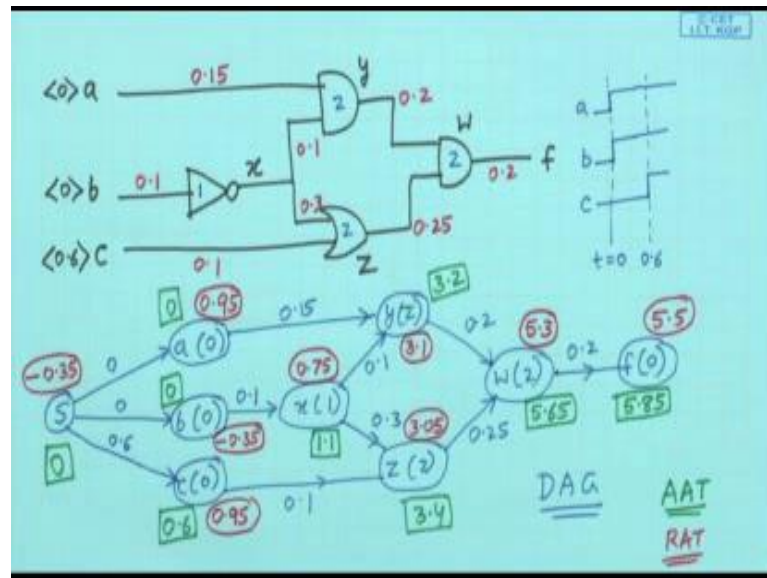 I.I.T. KGP
<0>a 0.15 y
2 0.2 w
a
<0>b 0.1 1 x 0.1 2 0.2 f
b
0.3 2 0.25
c
<0.6>c 0.1 z
t=0 0.6
0 0.95 3.2
-0.35 a(0) 0.15 y(2) 5.3 5.5
0 0 0.75 3.1 0.2 w(2) 0.2 f(0)
S 0 b(0) 0.1 x(1) 0.1
-0.35 1.1 0.3 3.05 0.25 5.65 5.85
0 0.6 c(0) 0.1 z(2)
0.6 0.95 3.4 DAG AAT
RAT